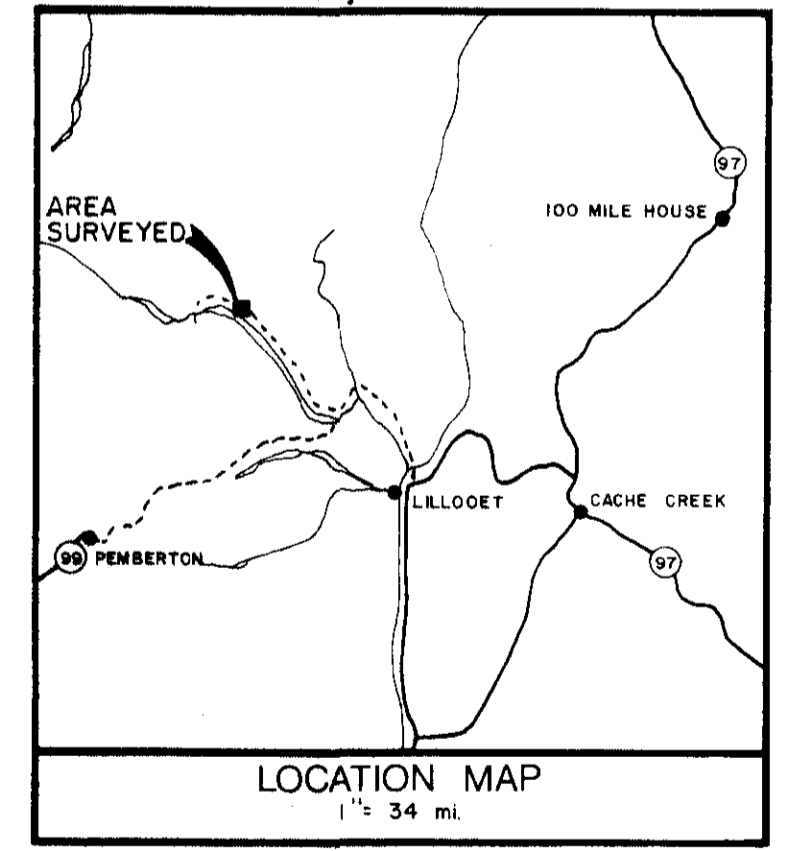 97
AREA
SURVEYED
100 MILE HOUSE
LILLOOET
CACHE CREEK
99 PEMBERTON
97
LOCATION MAP
1"= 34 mi.